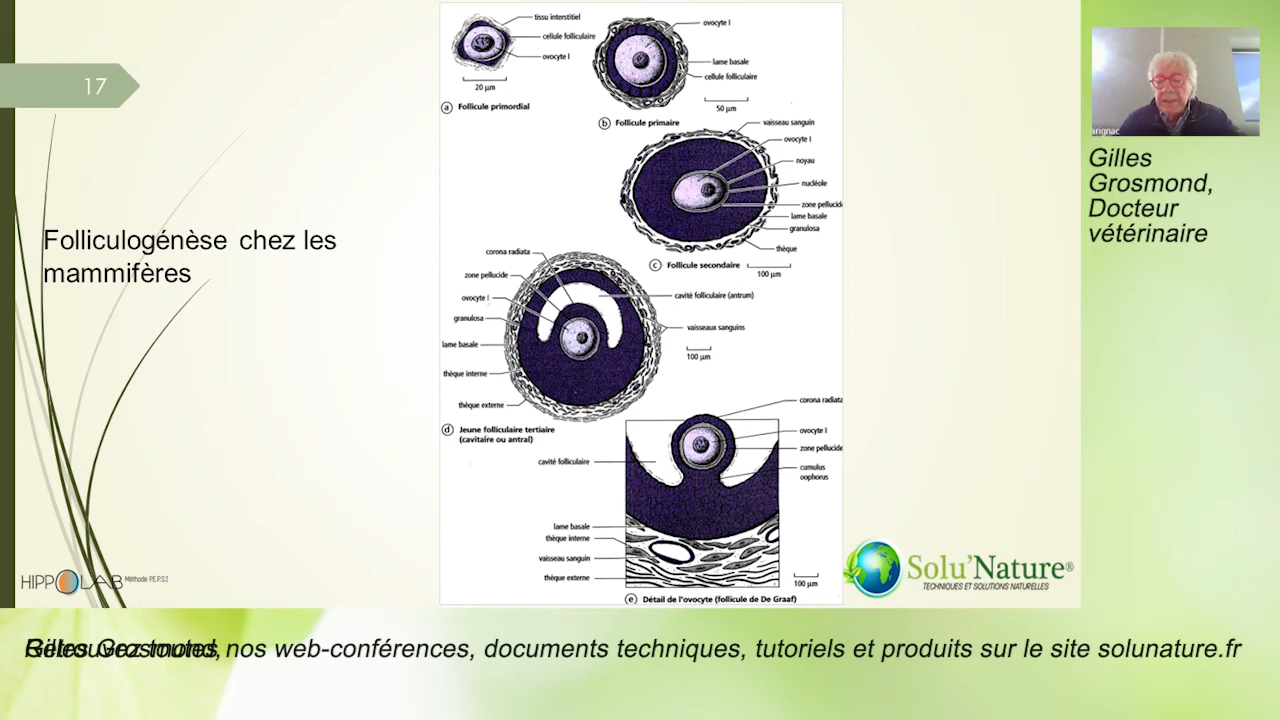 17
Folliculogénèse chez les
mammifères
tissu interstitiel
cellule folliculaire
ovocyte I
20 µm
a Follicule primordial
ovocyte I
lame basale
cellule folliculaire
50 µm
b Follicule primaire
vaisseau sanguin
ovocyte I
noyau
nucléole
zone pellucide
lame basale
granulosa
thèque
c Follicule secondaire
100 µm
corona radiata
zone pellucide
ovocyte I
granulosa
lame basale
thèque interne
thèque externe
cavité folliculaire (antrum)
vaisseaux sanguins
100 µm
d Jeune folliculaire tertiaire
(cavitaire ou antral)
corona radiata
ovocyte I
zone pellucide
cumulus
oophorus
cavité folliculaire
lame basale
thèque interne
vaisseau sanguin
thèque externe
100 µm
e Détail de l'ovocyte (follicule de De Graaf)
HIPPOLAB Méthode P.E.P.S.3
Solu'Nature®
TECHNIQUES ET SOLUTIONS NATURELLES
arignac
Gilles
Grosmond,
Docteur
vétérinaire
Gilles Grosmond,
Retrouvez toutes nos web-conférences, documents techniques, tutoriels et produits sur le site solunature.fr